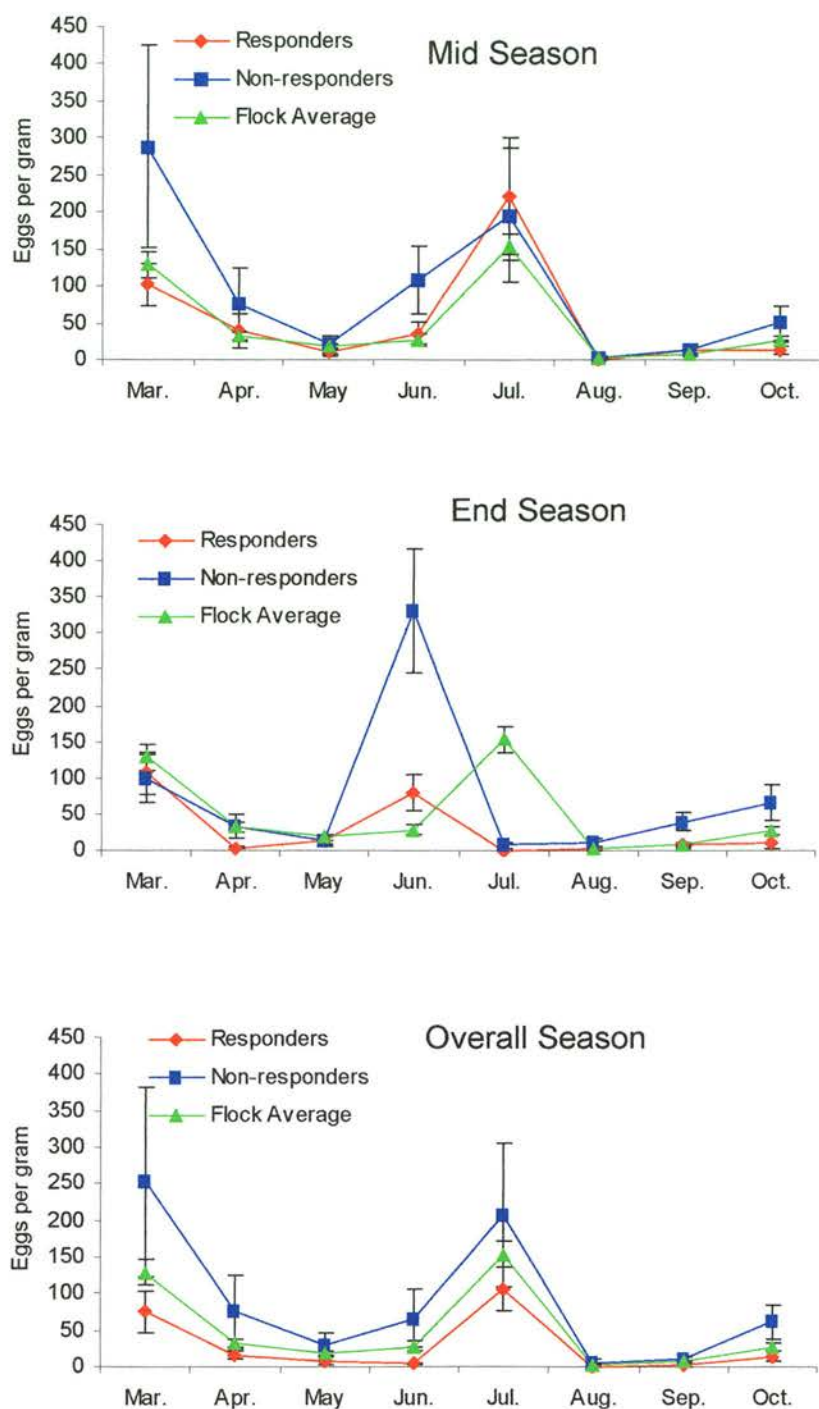 Mid Season
Responders
Non-responders
Flock Average
Eggs per gram
450
400
350
300
250
200
150
100
50
0
Mar. Apr. May Jun. Jul. Aug. Sep. Oct.
End Season
Responders
Non-responders
Flock Average
Eggs per gram
450
400
350
300
250
200
150
100
50
0
Mar. Apr. May Jun. Jul. Aug. Sep. Oct.
Overall Season
Responders
Non-responders
Flock Average
Eggs per gram
450
400
350
300
250
200
150
100
50
0
Mar. Apr. May Jun. Jul. Aug. Sep. Oct.